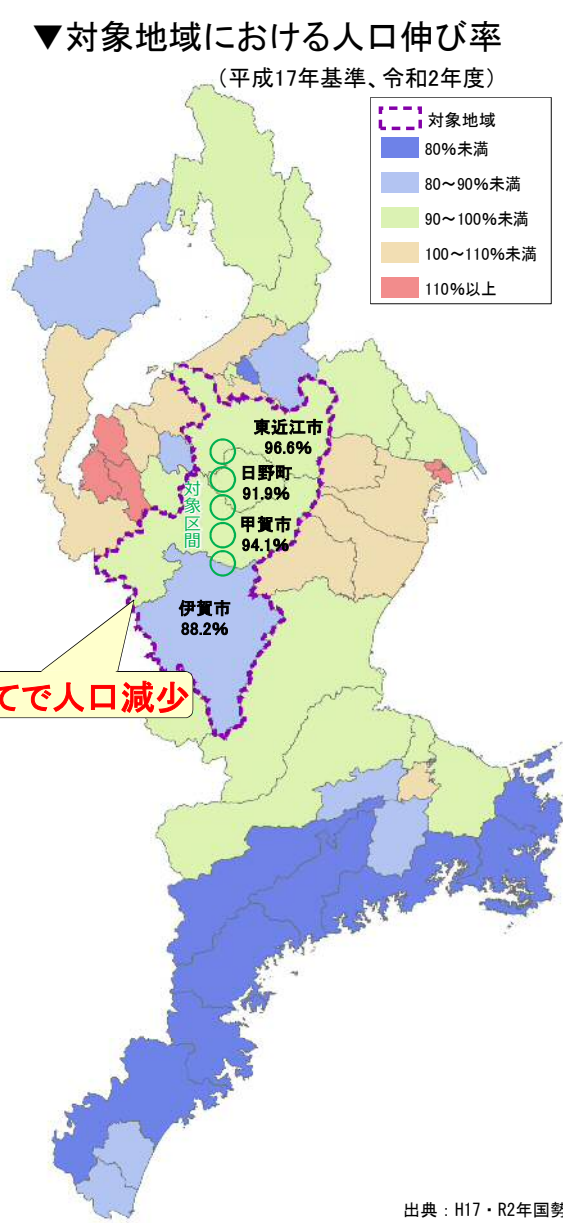 ▼対象地域における人口伸び率
（平成17年基準、令和2年度）
対象地域
80%未満
80～90%未満
90～100%未満
100～110%未満
110%以上
東近江市
96.6%
日野町
91.9%
甲賀市
94.1%
対象区間
伊賀市
88.2%
てで人口減少
出典：H17・R2年国勢